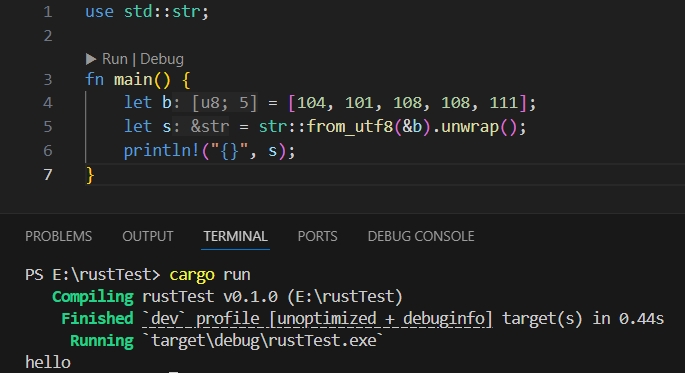 1 use std::str;
2
▶ Run | Debug
3 fn main() {
4     let b: [u8; 5] = [104, 101, 108, 108, 111];
5     let s: &str = str::from_utf8(&b).unwrap();
6     println!("{}", s);
7 }
PROBLEMS OUTPUT TERMINAL PORTS DEBUG CONSOLE
PS E:\rustTest> cargo run
   Compiling rustTest v0.1.0 (E:\rustTest)
    Finished `dev` profile [unoptimized + debuginfo] target(s) in 0.44s
     Running `target\debug\rustTest.exe`
hello